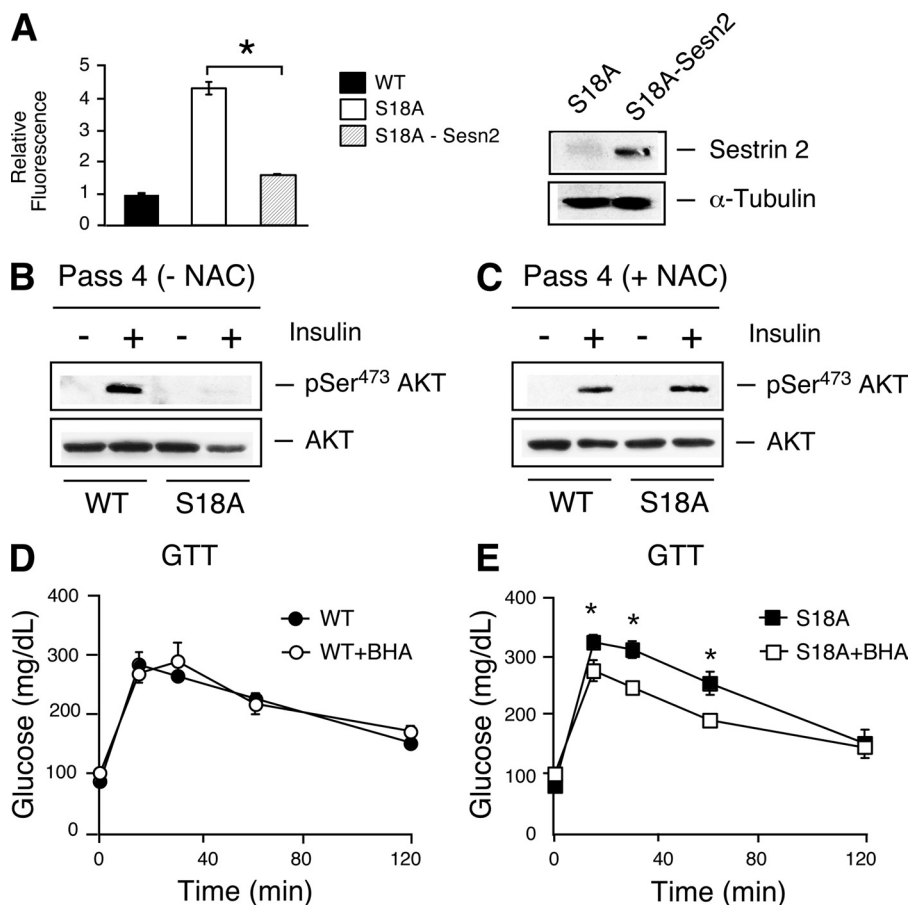 A
Relative
Fluorescence
5
4
3
2
1
0
*
WT
S18A
S18A - Sesn2
S18A
S18A-Sesn2
Sestrin 2
α-Tubulin
B
Pass 4 (- NAC)
- + - +
Insulin
pSer473 AKT
AKT
WT S18A
C
Pass 4 (+ NAC)
- + - +
pSer473 AKT
AKT
WT S18A
D
GTT
Glucose (mg/dL)
400
300
200
100
0
WT
WT+BHA
0 40 80 120
Time (min)
E
GTT
Glucose (mg/dL)
400
300
200
100
0
* * *
S18A
S18A+BHA
0 40 80 120
Time (min)